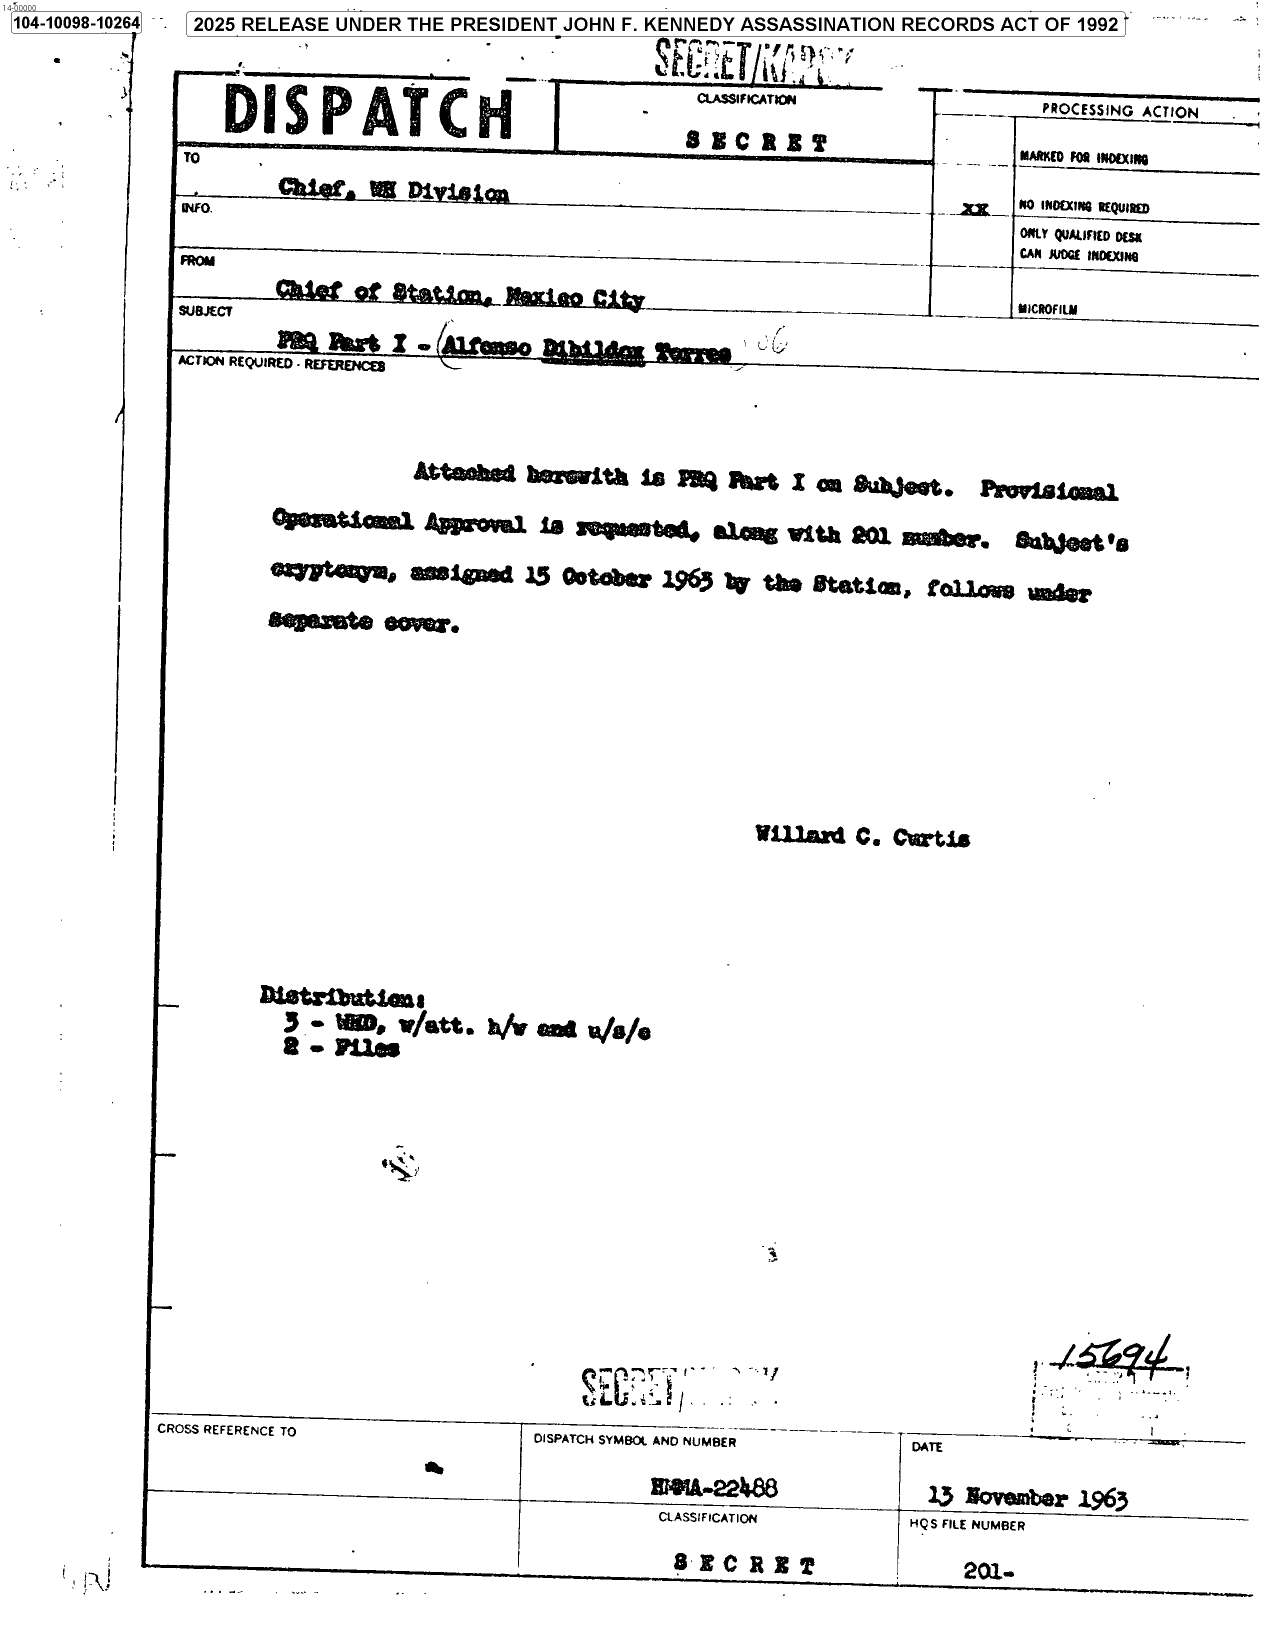 14-00000
104-10098-10264
2025 RELEASE UNDER THE PRESIDENT JOHN F. KENNEDY ASSASSINATION RECORDS ACT OF 1992
SECRET/KAPOK
DISPATCH
CLASSIFICATION
SECRET
PROCESSING ACTION
TO
Chief, WH Division
MARKED FOR INDEXING
INFO.
XX NO INDEXING REQUIRED
ONLY QUALIFIED DESK
CAN JUDGE INDEXING
FROM
Chief of Station, Mexico City
MICROFILM
SUBJECT
PRQ Part I - (Alfonso Dibildox Torres) 06
ACTION REQUIRED - REFERENCES
Attached herewith is PRQ Part I on Subject. Provisional
Operational Approval is requested, along with 201 number. Subject's
cryptonym, assigned 15 October 1963 by the Station, follows under
separate cover.
Willard C. Curtis
Distribution:
3 - WHD, w/att. h/w and u/s/c
2 - Files
15694
SECRET/
CROSS REFERENCE TO
DISPATCH SYMBOL AND NUMBER
HMMA-22488
DATE
13 November 1963
CLASSIFICATION
SECRET
HQS FILE NUMBER
201-